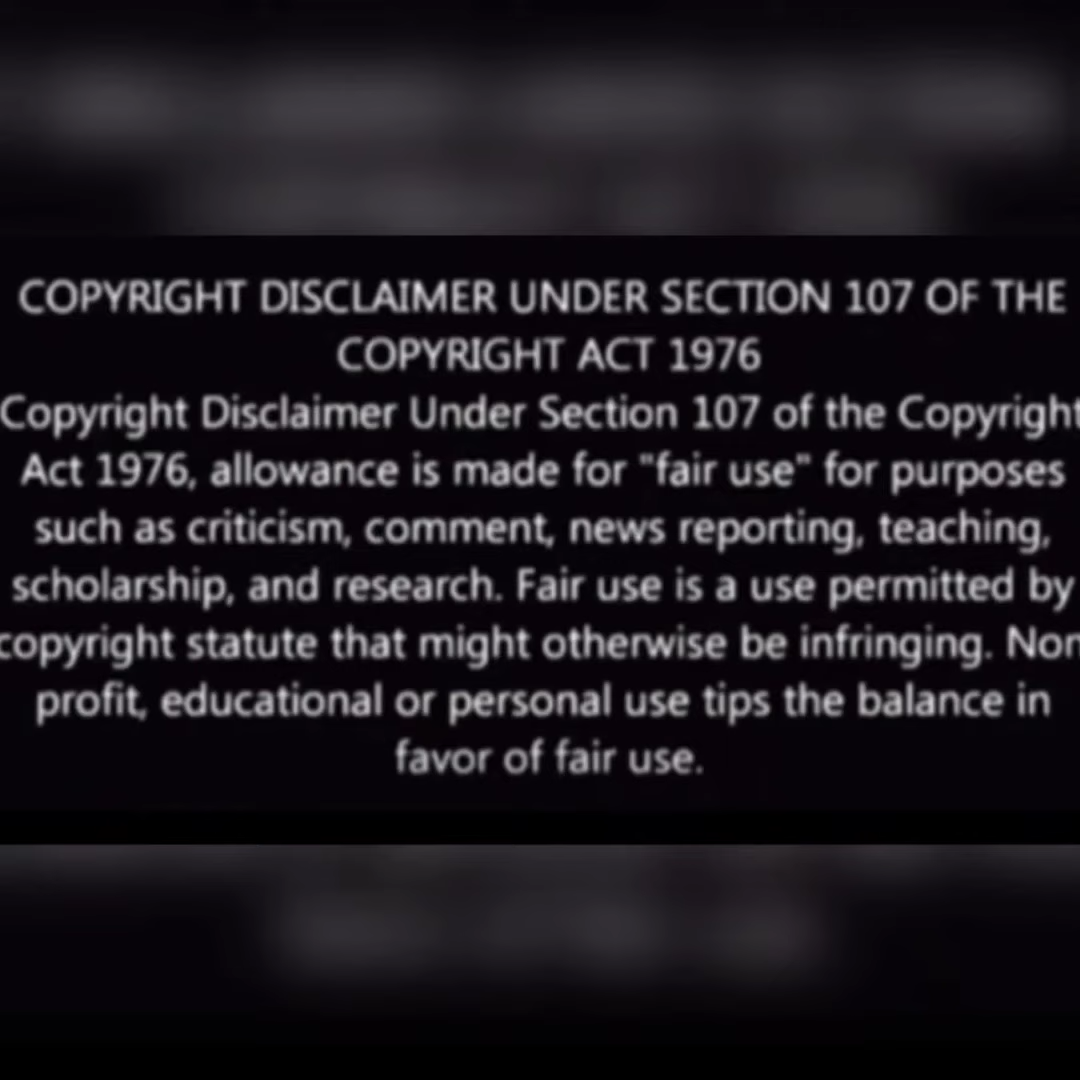 COPYRIGHT DISCLAIMER UNDER SECTION 107 OF THE
COPYRIGHT ACT 1976
Copyright Disclaimer Under Section 107 of the Copyright
Act 1976, allowance is made for "fair use" for purposes
such as criticism, comment, news reporting, teaching,
scholarship, and research. Fair use is a use permitted by
copyright statute that might otherwise be infringing. Non
profit, educational or personal use tips the balance in
favor of fair use.